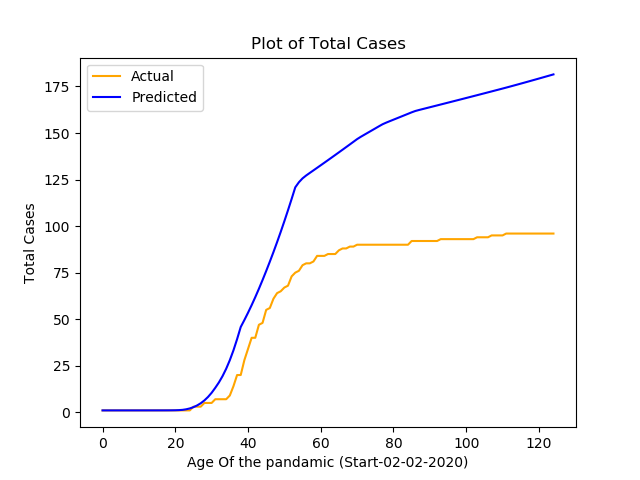 Plot of Total Cases
Actual
Predicted
175
150
125
100
75
50
25
0
Total Cases
0 20 40 60 80 100 120
Age Of the pandamic (Start-02-02-2020)